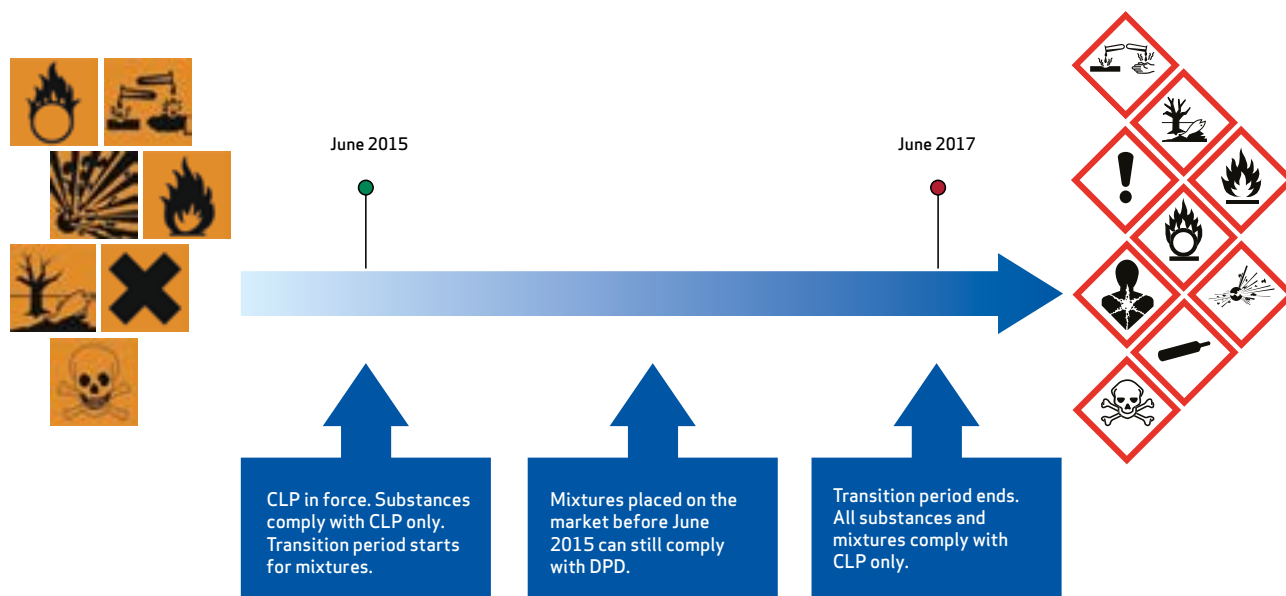 June 2015
June 2017
CLP in force. Substances
comply with CLP only.
Transition period starts
for mixtures.
Mixtures placed on the
market before June
2015 can still comply
with DPD.
Transition period ends.
All substances and
mixtures comply with
CLP only.